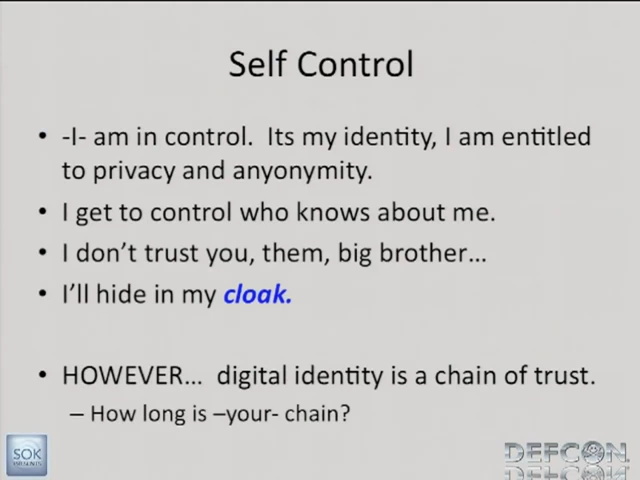 Self Control
• -I- am in control.  Its my identity, I am entitled
to privacy and anyonymity.
• I get to control who knows about me.
• I don’t trust you, them, big brother…
• I’ll hide in my cloak.
• HOWEVER…  digital identity is a chain of trust.
– How long is –your- chain?
SOK
PRESENTS
DEFCON